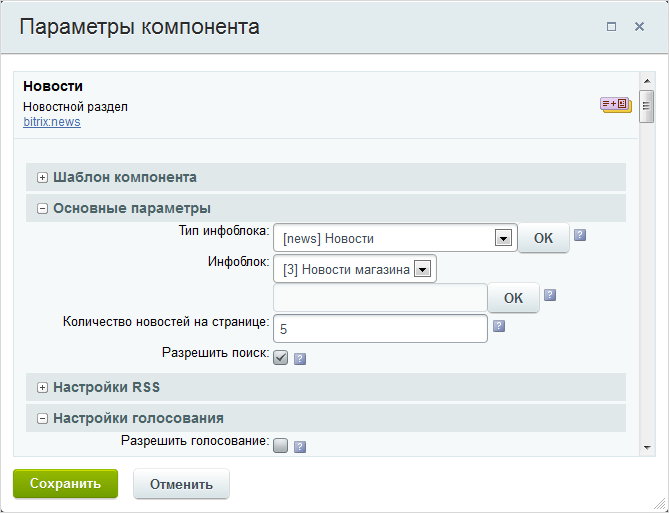 Параметры компонента
Новости
Новостной раздел
bitrix:news
Шаблон компонента
Основные параметры
Тип инфоблока: [news] Новости OK ?
Инфоблок: [3] Новости магазина
OK ?
Количество новостей на странице: 5 ?
Разрешить поиск: ?
Настройки RSS
Настройки голосования
Разрешить голосование: ?
Сохранить Отменить